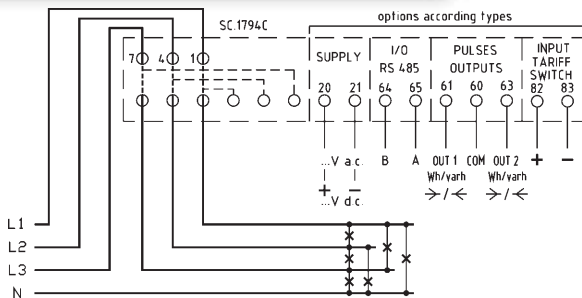 options according types
SC.1794C
SUPPLY
I/O
RS 485
PULSES
OUTPUTS
INPUT
TARIFF
SWITCH
7 4 1
20 21 64 65 61 60 63 82 83
...V a.c. B A OUT 1 COM OUT 2 + -
Wh/varh Wh/varh
+ -
...V d.c.
L1
L2
L3
N